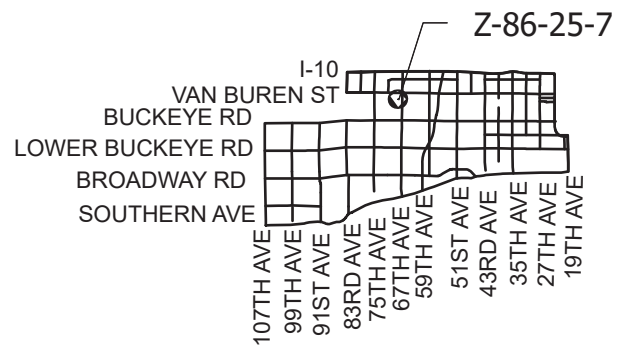 Z-86-25-7
I-10
VAN BUREN ST
BUCKEYE RD
LOWER BUCKEYE RD
BROADWAY RD
SOUTHERN AVE
107TH AVE
99TH AVE
91ST AVE
83RD AVE
75TH AVE
67TH AVE
59TH AVE
51ST AVE
43RD AVE
35TH AVE
27TH AVE
19TH AVE